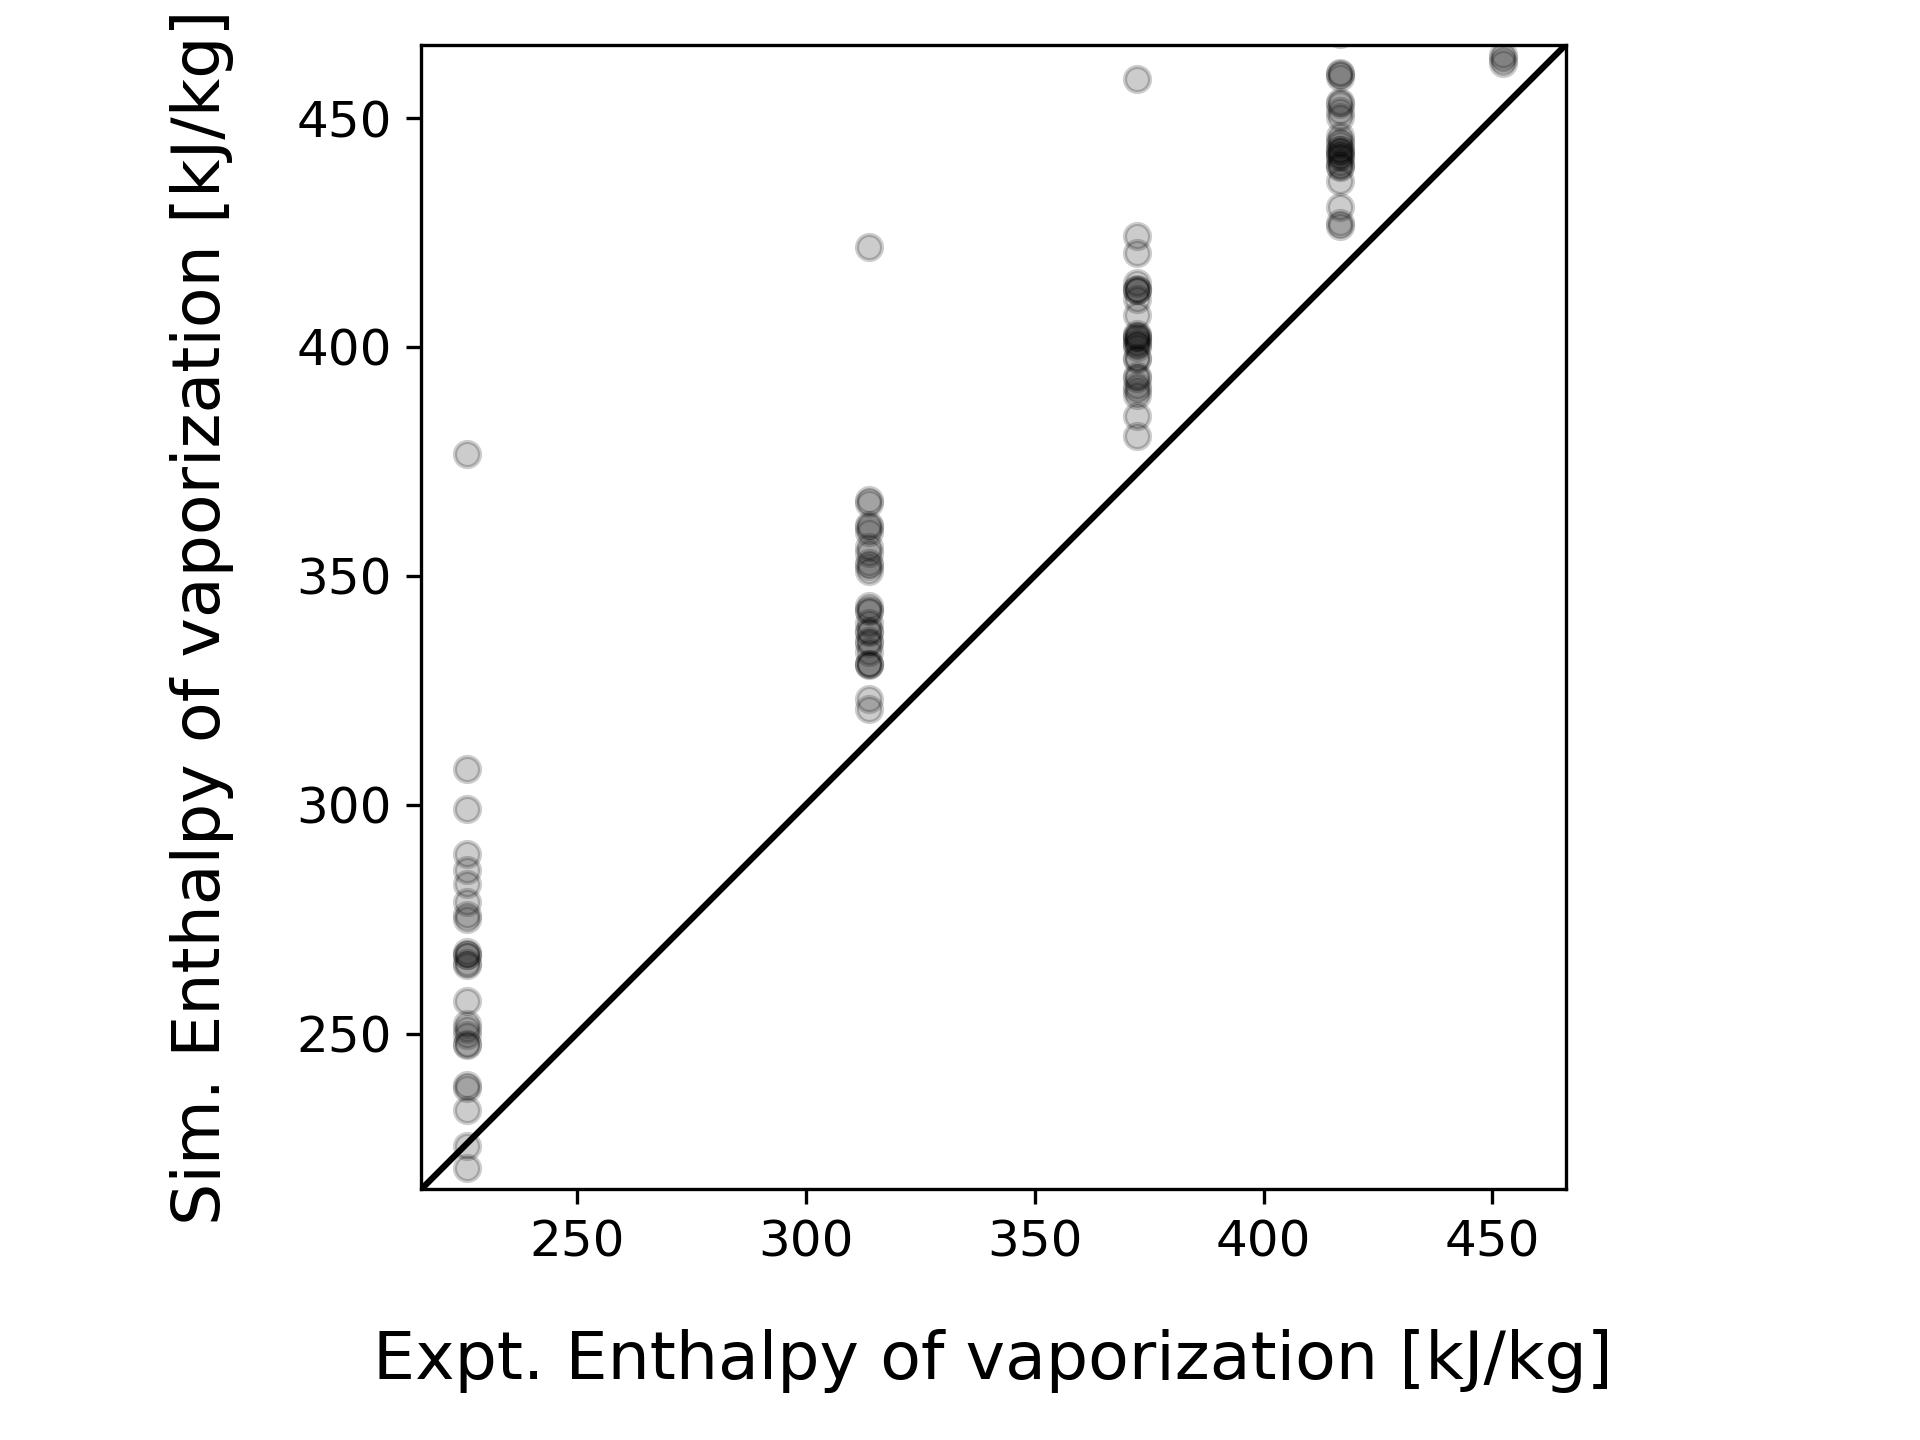 Sim. Enthalpy of vaporization [kJ/kg]
450
400
350
300
250
250 300 350 400 450
Expt. Enthalpy of vaporization [kJ/kg]